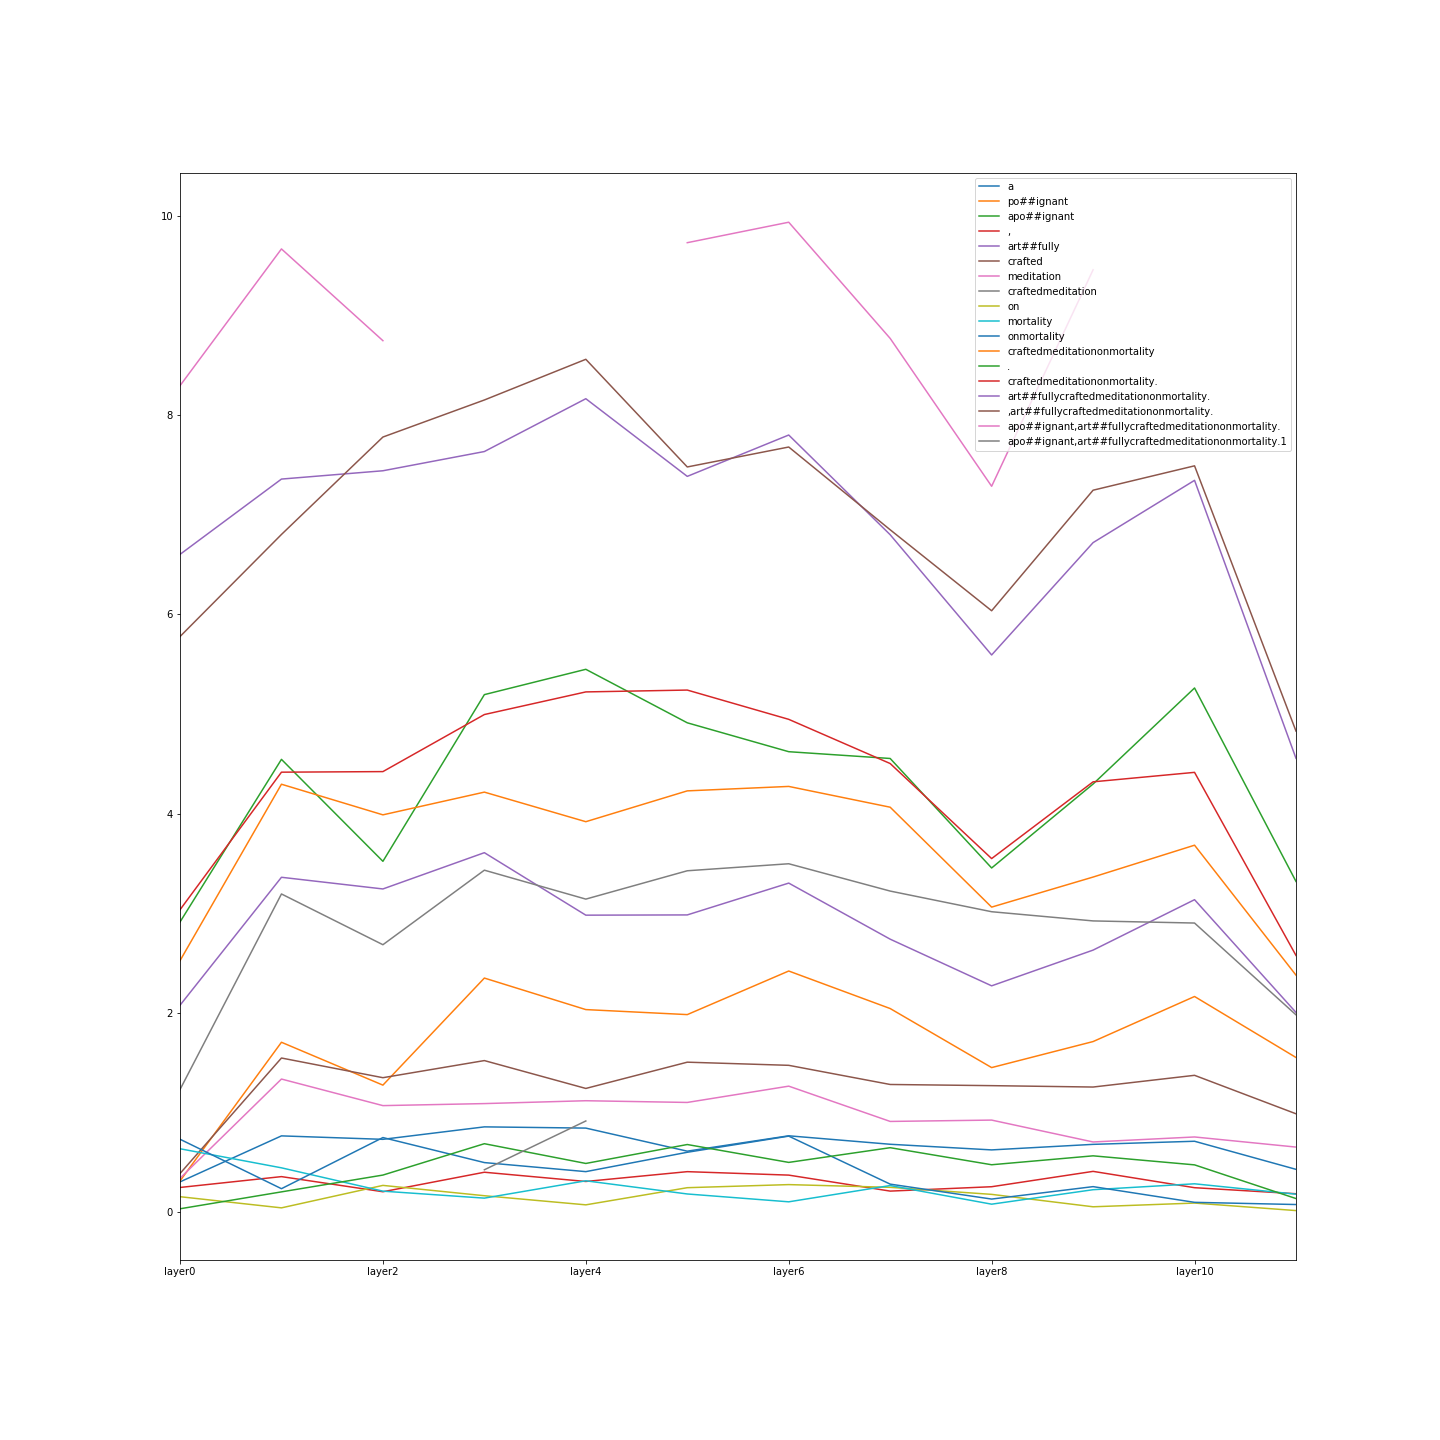 10
8
6
4
2
0
layer0
layer2
layer4
layer6
layer8
layer10
a
po##ignant
apo##ignant
,
art##fully
crafted
meditation
craftedmeditation
on
mortality
onmortality
craftedmeditationonmortality
.
craftedmeditationonmortality.
art##fullycraftedmeditationonmortality.
,art##fullycraftedmeditationonmortality.
apo##ignant,art##fullycraftedmeditationonmortality.
apo##ignant,art##fullycraftedmeditationonmortality.1